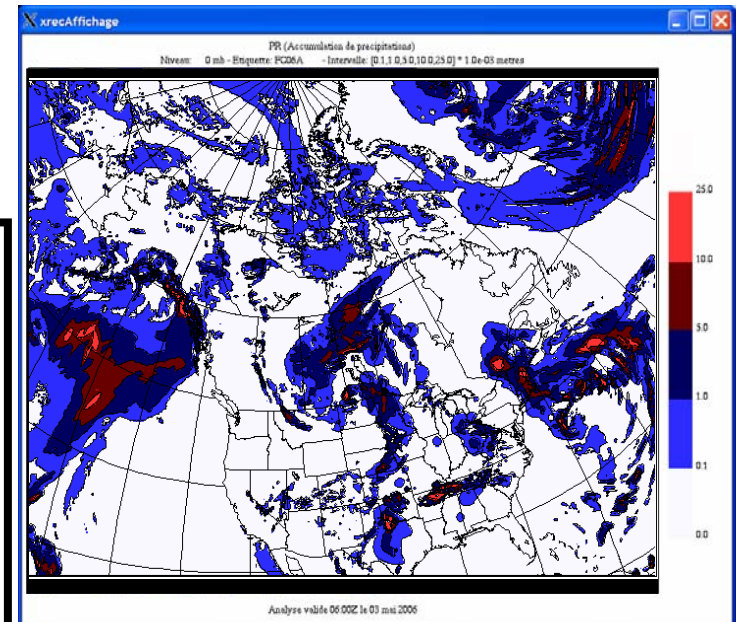 xrecAffichage
PR (Accumulation de precipitations)
Niveau: 0 mb - Etiquette: FC06A - Intervalle: [0.1,1.0,5.0,10.0,25.0] * 1.0e-03 metres
25.0
10.0
5.0
1.0
0.1
0.0
Analyse valide 06:00Z le 03 mai 2006